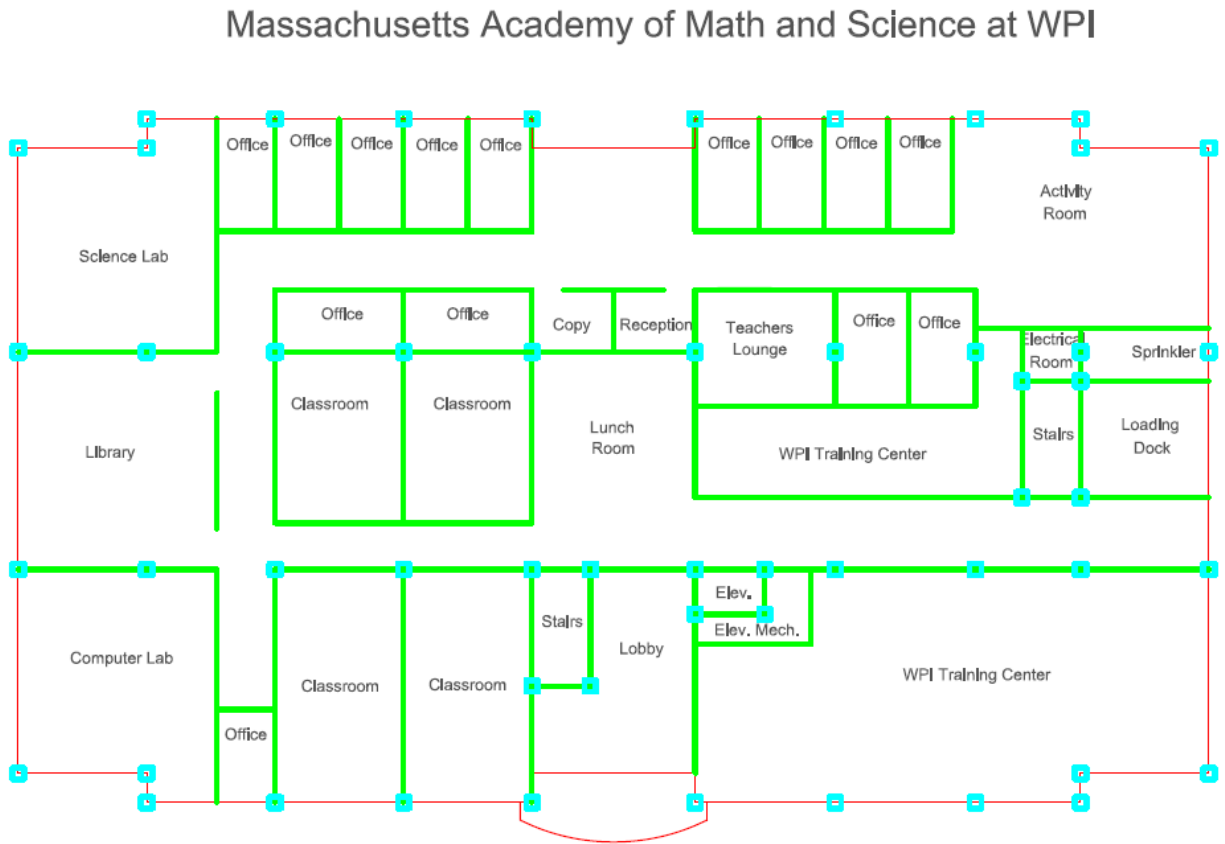 Massachusetts Academy of Math and Science at WPI
Office
Office
Office
Office
Office
Office
Office
Office
Office
Activity
Room
Science Lab
Office
Office
Copy
Reception
Teachers
Lounge
Office
Office
Electrical
Room
Sprinkler
Classroom
Classroom
Lunch
Room
Library
WPI Training Center
Stairs
Loading
Dock
Elev.
Elev. Mech.
Stairs
Lobby
Computer Lab
Classroom
Classroom
WPI Training Center
Office